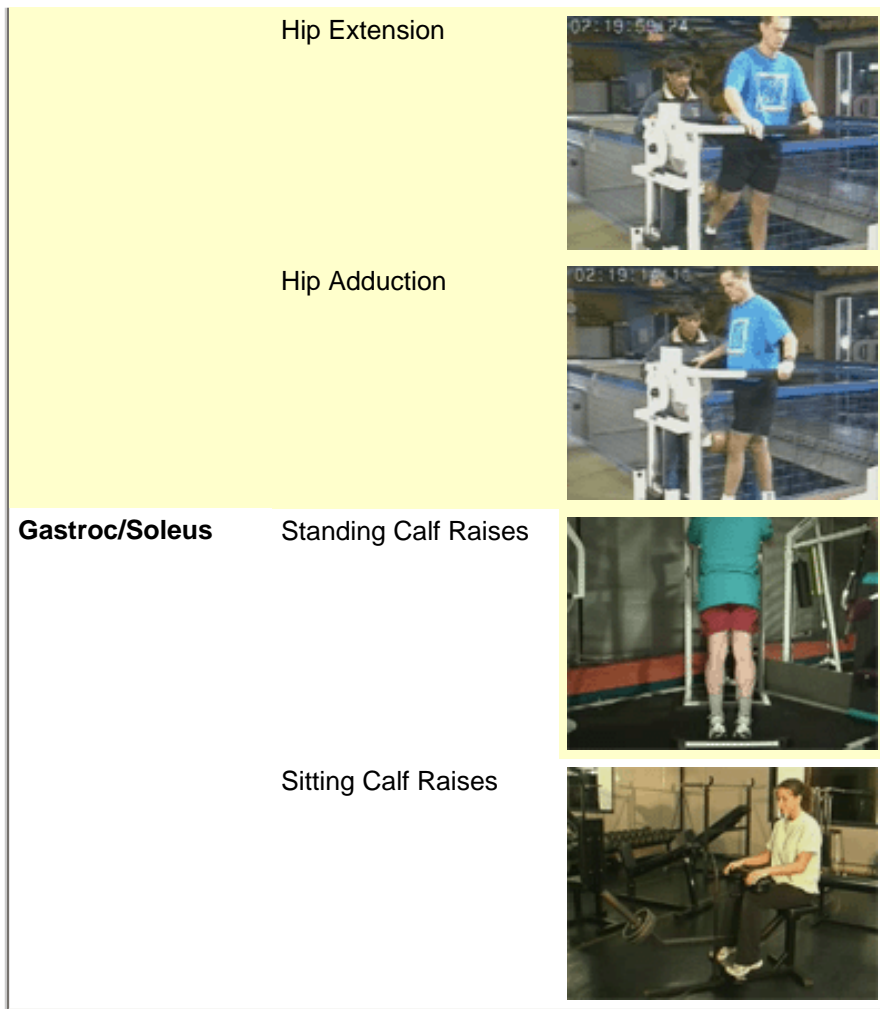 Hip Extension
Hip Adduction
Gastroc/Soleus Standing Calf Raises
Sitting Calf Raises